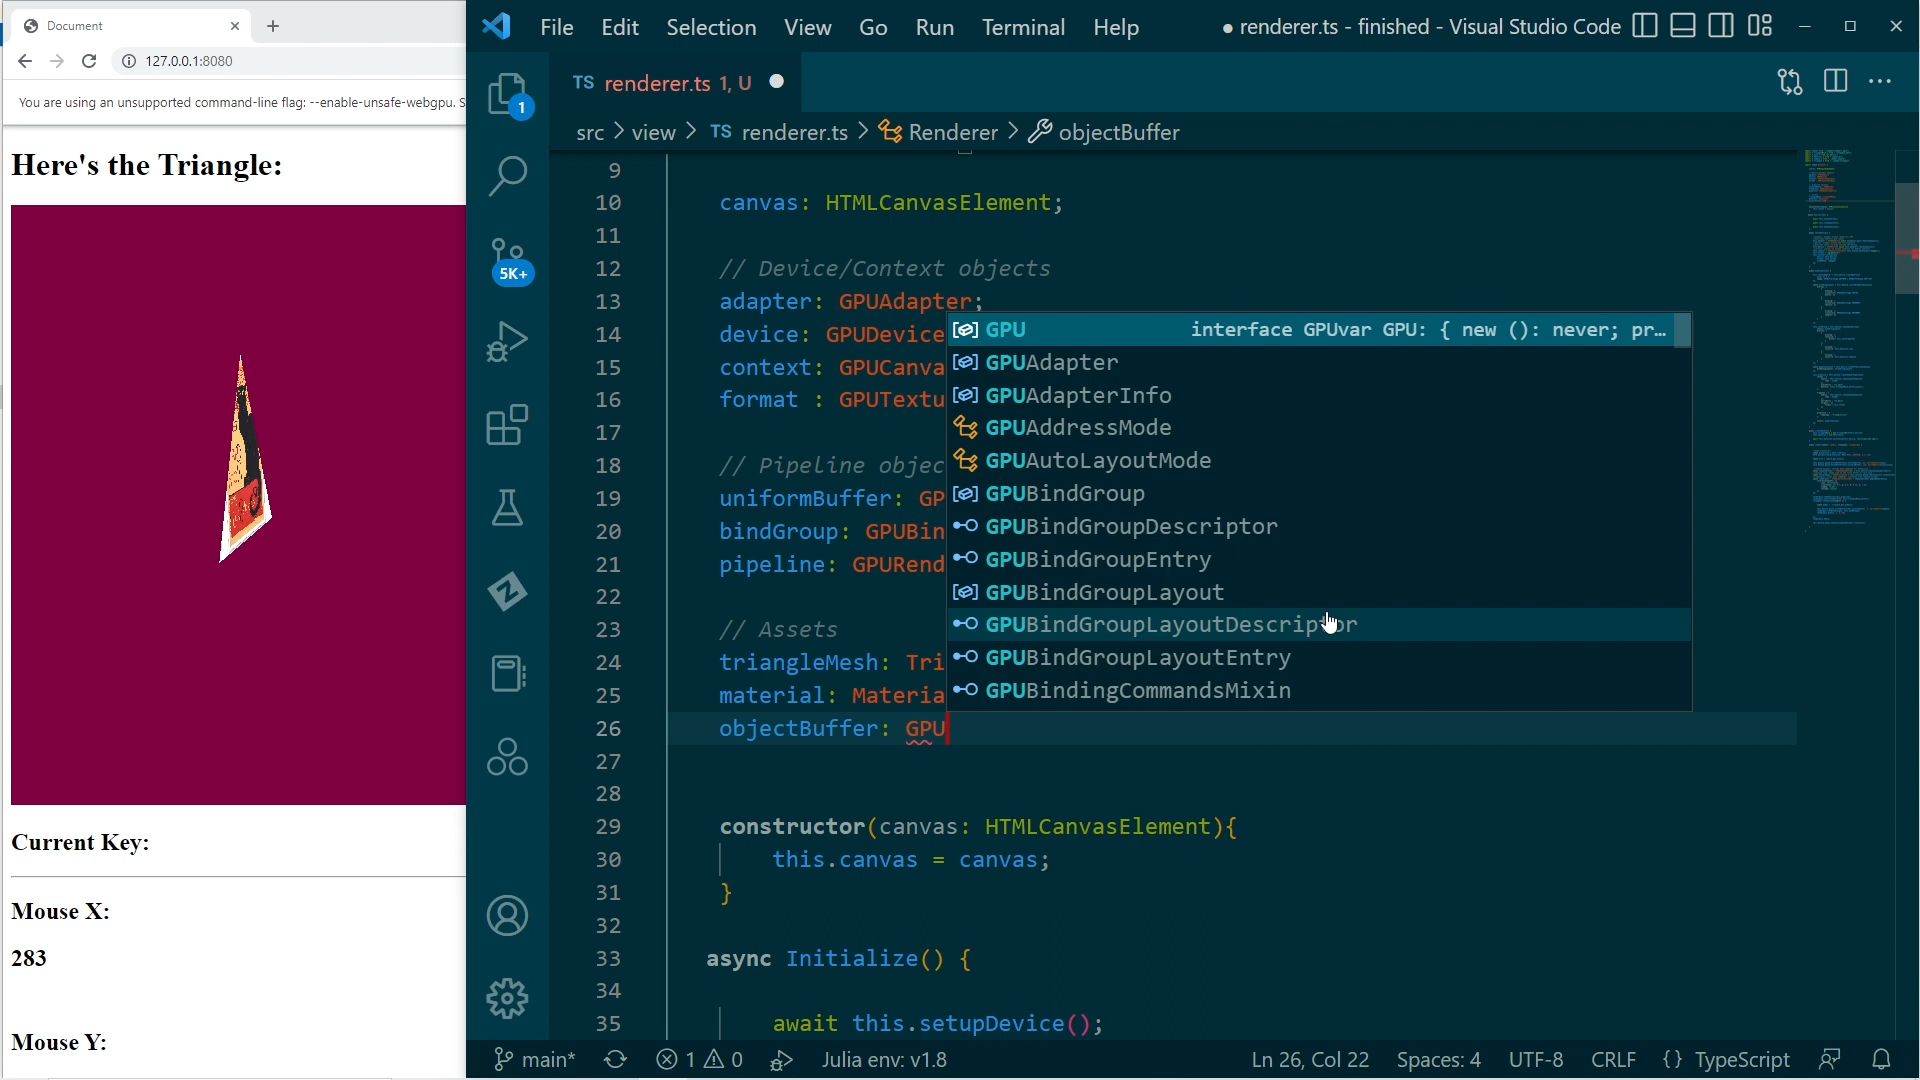 Document
127.0.0.1:8080
You are using an unsupported command-line flag: --enable-unsafe-webgpu. S
Here's the Triangle:
Current Key:
Mouse X:
283
Mouse Y:
File Edit Selection View Go Run Terminal Help
● renderer.ts - finished - Visual Studio Code
TS renderer.ts 1, U
src > view > TS renderer.ts > Renderer > objectBuffer
1
5K+
9
10 canvas: HTMLCanvasElement;
11
12 // Device/Context objects
13 adapter: GPUAdapter;
14 device: GPUDevice
15 context: GPUCanva
16 format : GPUTextu
17
18 // Pipeline objec
19 uniformBuffer: GP
20 bindGroup: GPUBin
21 pipeline: GPURend
22
23 // Assets
24 triangleMesh: Tri
25 material: Materia
26 objectBuffer: GPU
27
28
29 constructor(canvas: HTMLCanvasElement){
30 this.canvas = canvas;
31 }
32
33 async Initialize() {
34
35 await this.setupDevice();
GPU interface GPUvar GPU: { new (): never; pr…
GPUAdapter
GPUAdapterInfo
GPUAddressMode
GPUAutoLayoutMode
GPUBindGroup
GPUBindGroupDescriptor
GPUBindGroupEntry
GPUBindGroupLayout
GPUBindGroupLayoutDescriptor
GPUBindGroupLayoutEntry
GPUBindingCommandsMixin
main* 1 0 Julia env: v1.8 Ln 26, Col 22 Spaces: 4 UTF-8 CRLF {} TypeScript